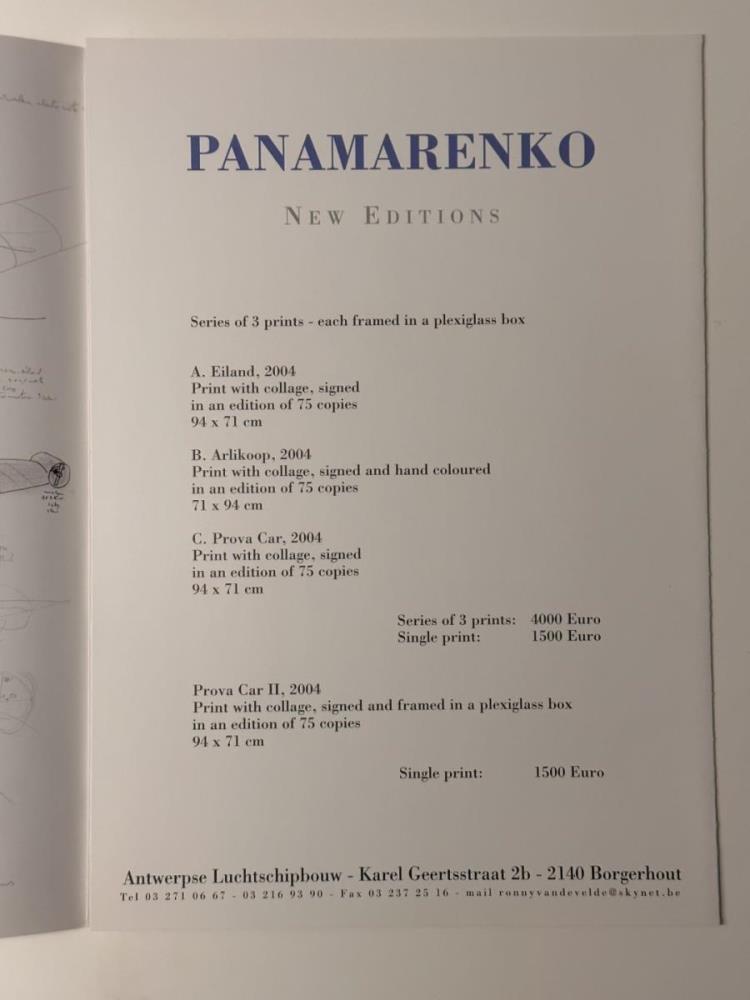 PANAMARENKO
NEW EDITIONS
Series of 3 prints - each framed in a plexiglass box
A. Eiland, 2004
Print with collage, signed
in an edition of 75 copies
94 x 71 cm
B. Arlikoop, 2004
Print with collage, signed and hand coloured
in an edition of 75 copies
71 x 94 cm
C. Prova Car, 2004
Print with collage, signed
in an edition of 75 copies
94 x 71 cm
Series of 3 prints: 4000 Euro
Single print: 1500 Euro
Prova Car II, 2004
Print with collage, signed and framed in a plexiglass box
in an edition of 75 copies
94 x 71 cm
Single print: 1500 Euro
Antwerpse Luchtschipbouw - Karel Geertsstraat 2b - 2140 Borgerhout
Tel 03 271 06 67 - 03 216 93 90 - Fax 03 237 25 16 - mail ronnyvandevelde@skynet.be